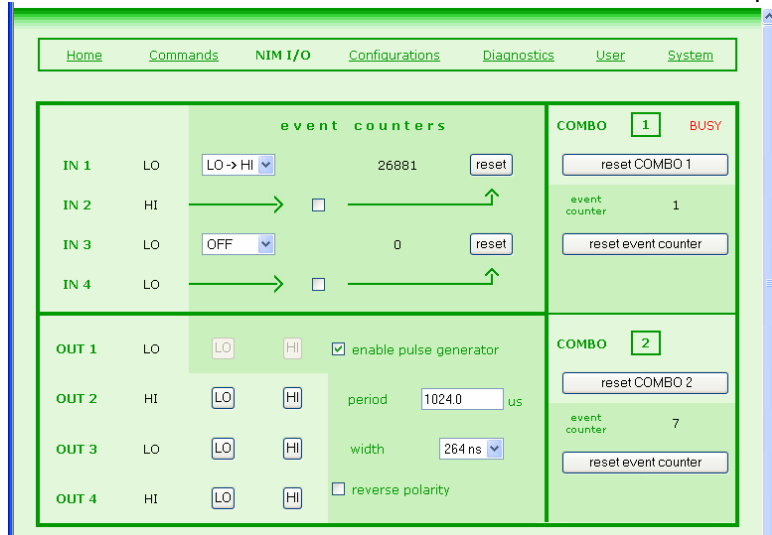 Home Commands NIM I/O Configurations Diagnostics User System
event counters
IN 1 LO LO -> HI 26881 reset
IN 2 HI
IN 3 LO OFF 0 reset
IN 4 LO
COMBO 1 BUSY
reset COMBO 1
event
counter 1
reset event counter
OUT 1 LO LO HI enable pulse generator
OUT 2 HI LO HI period 1024.0 us
OUT 3 LO LO HI width 264 ns
OUT 4 HI LO HI reverse polarity
COMBO 2
reset COMBO 2
event
counter 7
reset event counter